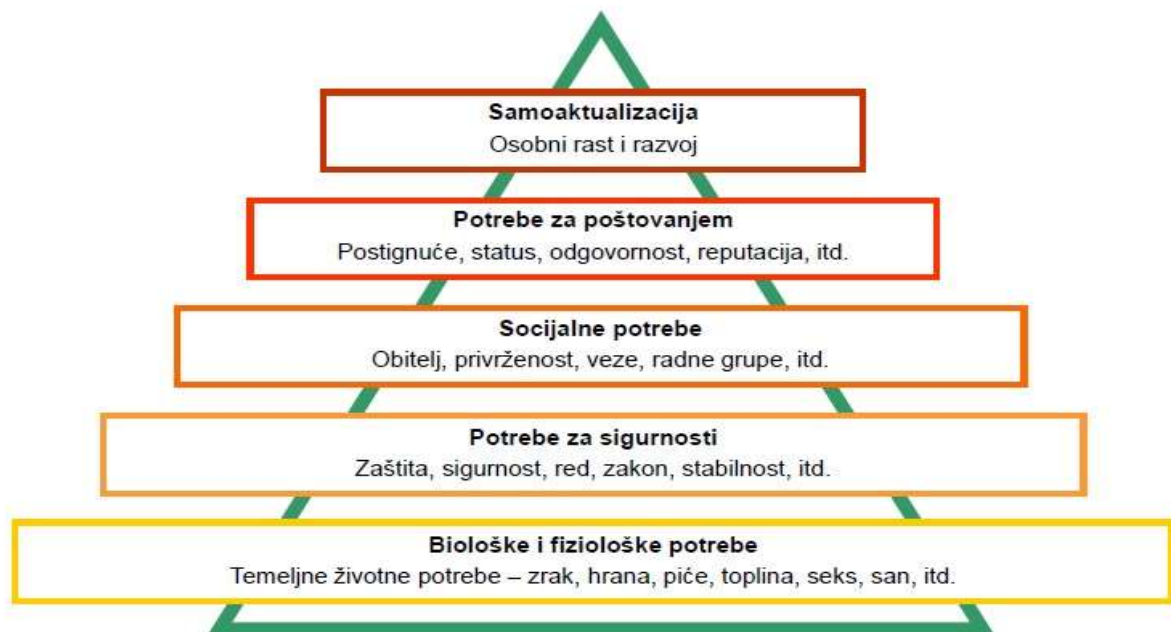 Samoaktualizacija
Osobni rast i razvoj
Potrebe za poštovanjem
Postignuće, status, odgovornost, reputacija, itd.
Socijalne potrebe
Obitelj, privrženost, veze, radne grupe, itd.
Potrebe za sigurnosti
Zaštita, sigurnost, red, zakon, stabilnost, itd.
Biološke i fiziološke potrebe
Temeljne životne potrebe – zrak, hrana, piće, toplina, seks, san, itd.